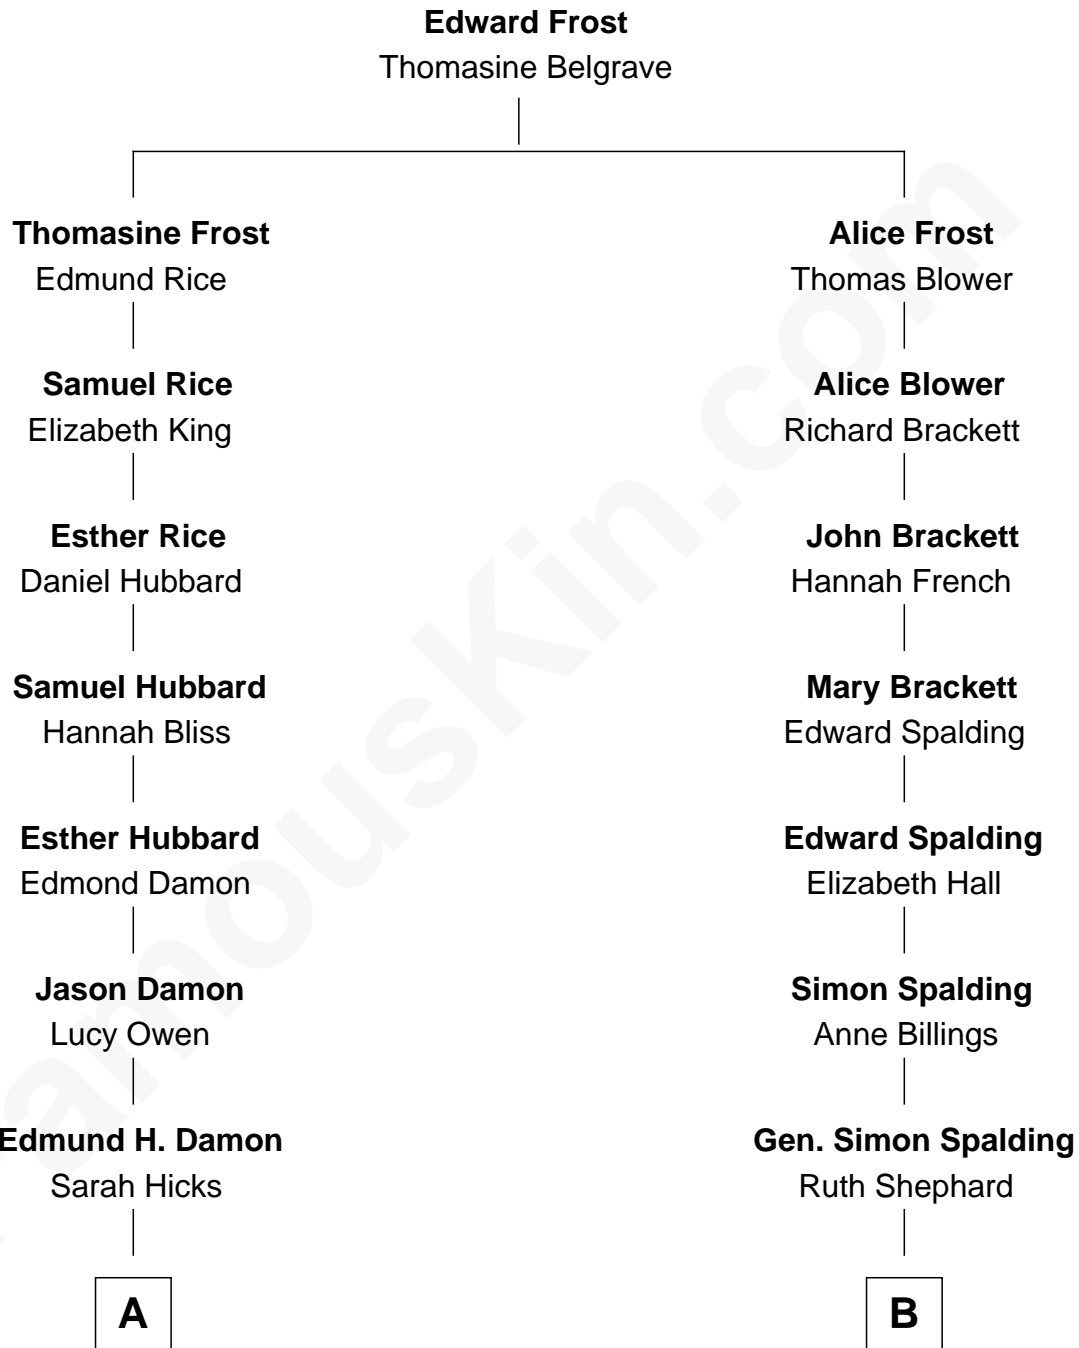 Edward Frost
Thomasine Belgrave
Thomasine Frost
Edmund Rice
Alice Frost
Thomas Blower
Samuel Rice
Elizabeth King
Alice Blower
Richard Brackett
Esther Rice
Daniel Hubbard
John Brackett
Hannah French
Samuel Hubbard
Hannah Bliss
Mary Brackett
Edward Spalding
Esther Hubbard
Edmond Damon
Edward Spalding
Elizabeth Hall
Jason Damon
Lucy Owen
Simon Spalding
Anne Billings
Edmund H. Damon
Sarah Hicks
Gen. Simon Spalding
Ruth Shephard
A
B
amousKin.com